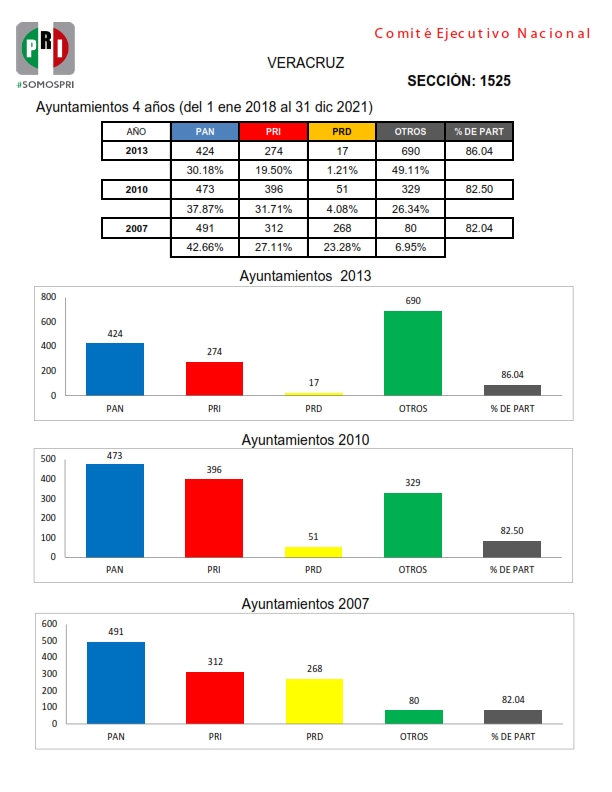 Comité Ejecutivo Nacional
PRI
#SOMOSPRI
VERACRUZ
SECCIÓN: 1525
Ayuntamientos 4 años (del 1 ene 2018 al 31 dic 2021)
AÑO PAN PRI PRD OTROS % DE PART
2013 424 274 17 690 86.04
30.18% 19.50% 1.21% 49.11%
2010 473 396 51 329 82.50
37.87% 31.71% 4.08% 26.34%
2007 491 312 268 80 82.04
42.66% 27.11% 23.28% 6.95%
Ayuntamientos 2013
800
600
400
200
0
424
274
17
690
86.04
PAN PRI PRD OTROS % DE PART
Ayuntamientos 2010
500
400
300
200
100
0
473
396
51
329
82.50
PAN PRI PRD OTROS % DE PART
Ayuntamientos 2007
600
500
400
300
200
100
0
491
312
268
80
82.04
PAN PRI PRD OTROS % DE PART